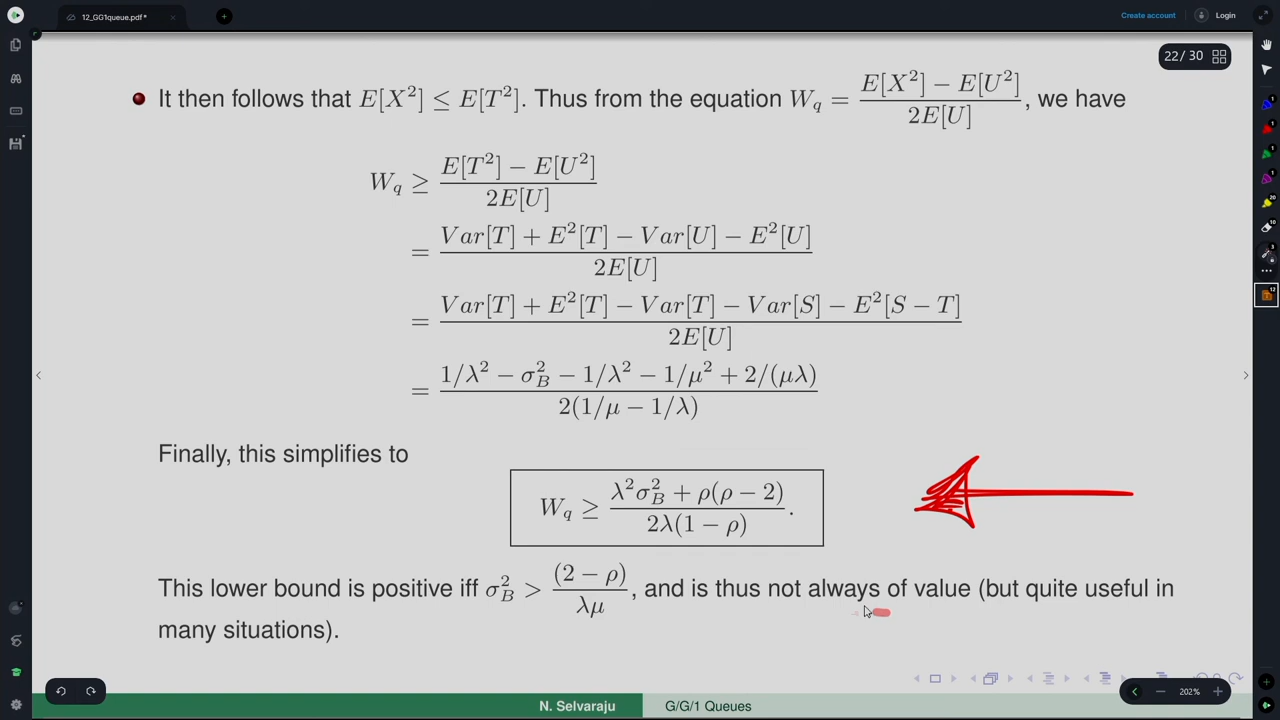 12_GG1queue.pdf*
Create account
Login
22/30
It then follows that E[X²] ≤ E[T²]. Thus from the equation W_q = (E[X²] − E[U²]) / (2E[U]), we have
W_q ≥ (E[T²] − E[U²]) / (2E[U])
= (Var[T] + E²[T] − Var[U] − E²[U]) / (2E[U])
= (Var[T] + E²[T] − Var[T] − Var[S] − E²[S − T]) / (2E[U])
= (1/λ² − σ_B² − 1/λ² − 1/μ² + 2/(μλ)) / (2(1/μ − 1/λ))
Finally, this simplifies to
W_q ≥ (λ²σ_B² + ρ(ρ − 2)) / (2λ(1 − ρ)).
This lower bound is positive iff σ_B² > (2 − ρ) / (λμ), and is thus not always of value (but quite useful in
many situations).
N. Selvaraju
G/G/1 Queues
202%